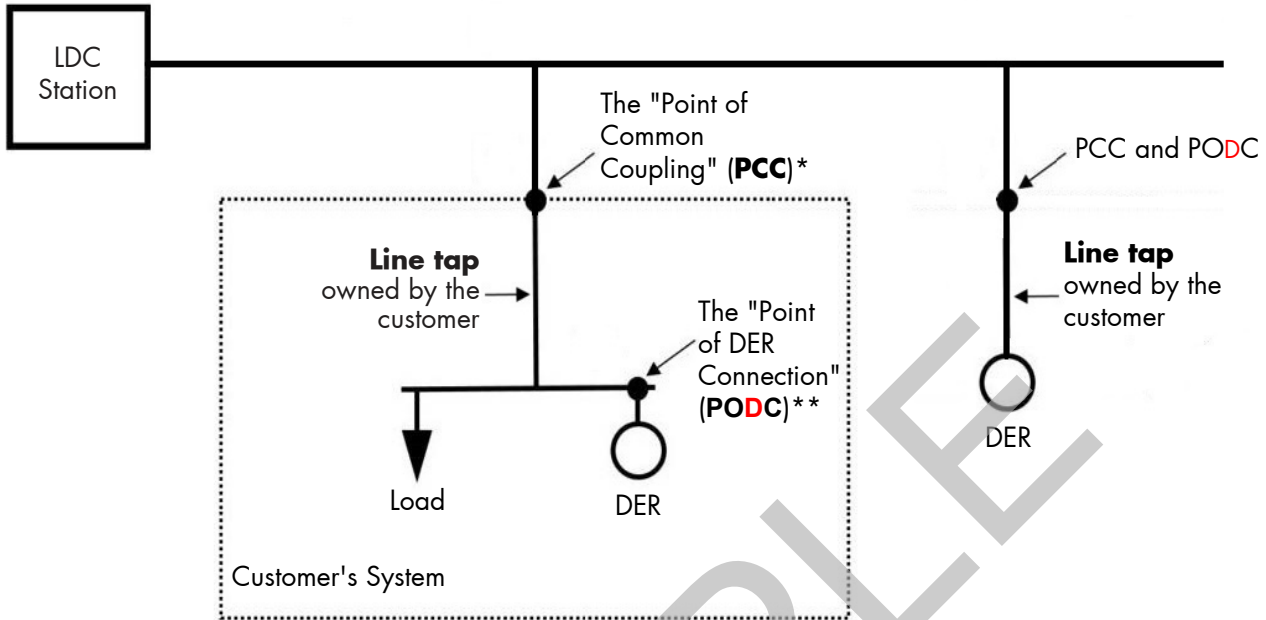 LDC
Station
The "Point of
Common
Coupling" (PCC)*
PCC and PODC
Line tap
owned by the
customer
The "Point
of DER
Connection"
(PODC)**
Line tap
owned by the
customer
Load
DER
DER
Customer's System